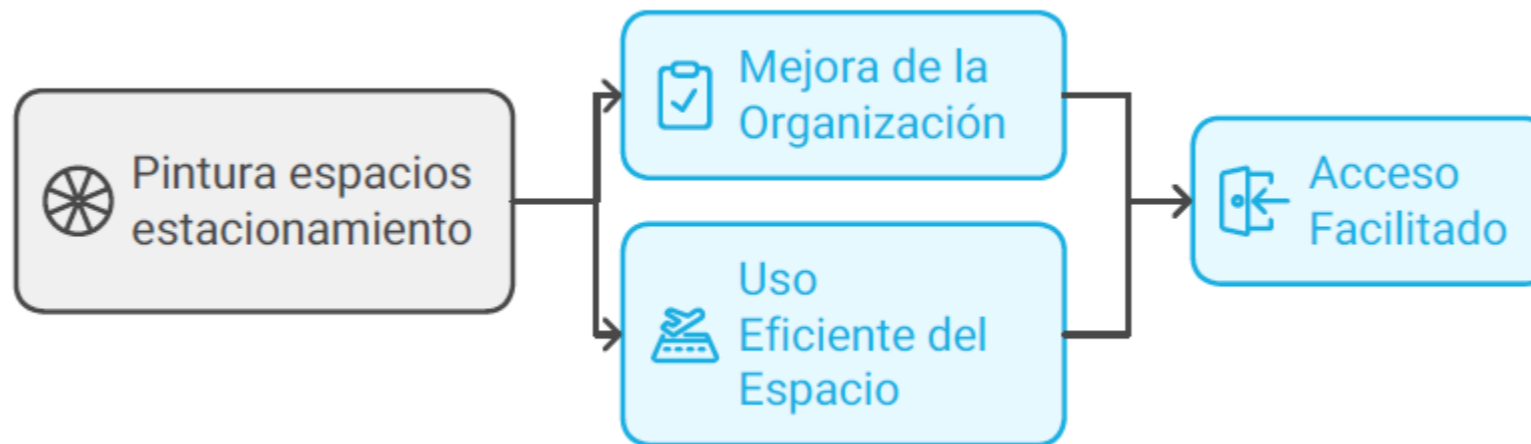 Pintura espacios
estacionamiento
Mejora de la
Organización
Uso
Eficiente del
Espacio
Acceso
Facilitado